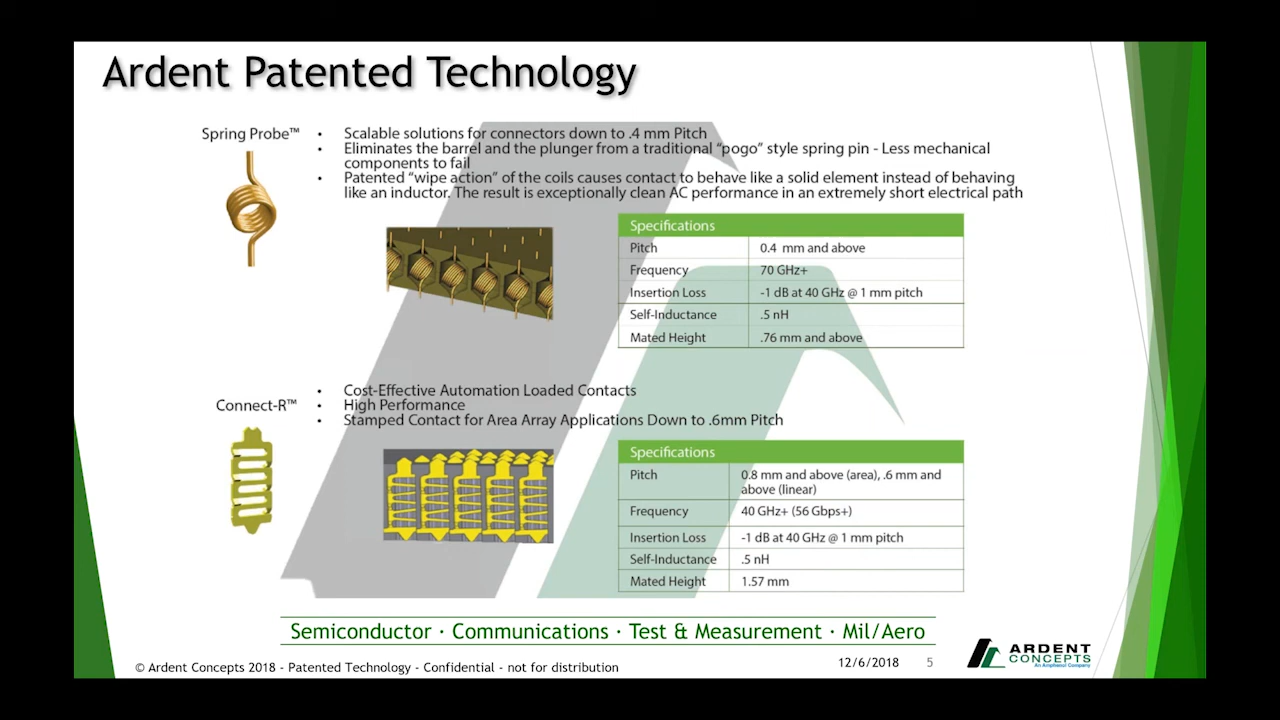 Ardent Patented Technology
Spring Probe™
• Scalable solutions for connectors down to .4 mm Pitch
• Eliminates the barrel and the plunger from a traditional “pogo” style spring pin - Less mechanical
components to fail
• Patented “wipe action” of the coils causes contact to behave like a solid element instead of behaving
like an inductor. The result is exceptionally clean AC performance in an extremely short electrical path
Specifications
Pitch 0.4 mm and above
Frequency 70 GHz+
Insertion Loss -1 dB at 40 GHz @ 1 mm pitch
Self-Inductance .5 nH
Mated Height .76 mm and above
Connect-R™
• Cost-Effective Automation Loaded Contacts
• High Performance
• Stamped Contact for Area Array Applications Down to .6mm Pitch
Specifications
Pitch 0.8 mm and above (area), .6 mm and
above (linear)
Frequency 40 GHz+ (56 Gbps+)
Insertion Loss -1 dB at 40 GHz @ 1 mm pitch
Self-Inductance .5 nH
Mated Height 1.57 mm
Semiconductor · Communications · Test & Measurement · Mil/Aero
© Ardent Concepts 2018 - Patented Technology - Confidential - not for distribution
12/6/2018 5
ARDENT
CONCEPTS
An Amphenol Company